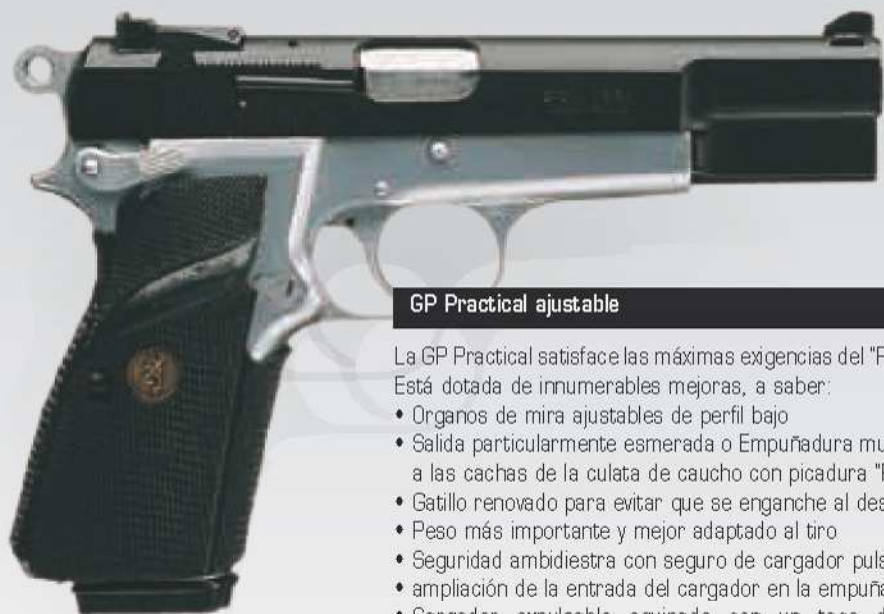 GP Practical ajustable
La GP Practical satisface las máximas exigencias del
Está dotada de innumerables mejoras, a saber:
• Organos de mira ajustables de perfil bajo
• Salida particularmente esmerada o Empuñadura
a las cachas de la culata de caucho con picadura
• Gatillo renovado para evitar que se enganche al
• Peso más importante y mejor adaptado al tiro
• Seguridad ambidiestra con seguro de cargador
• ampliación de la entrada del cargador en la